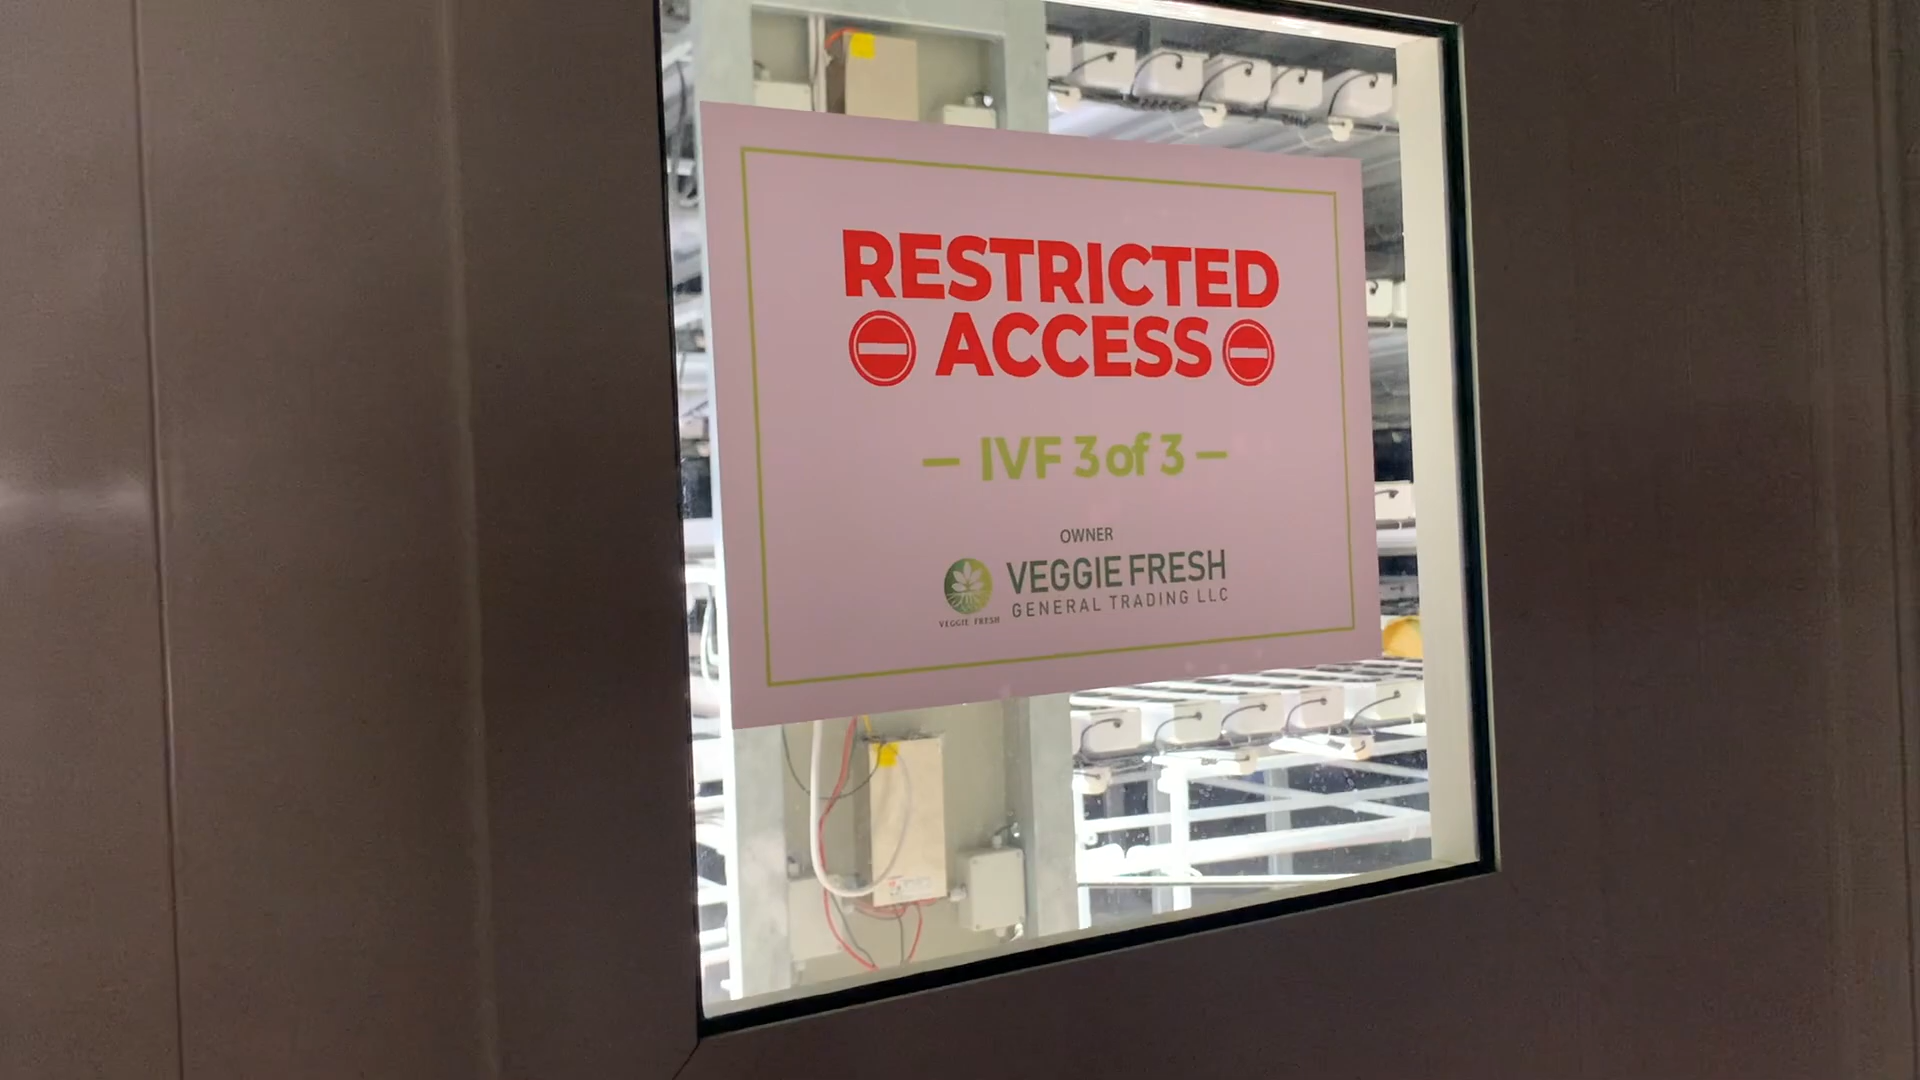 RESTRICTED
ACCESS
– IVF 3 of 3 –
OWNER
VEGGIE FRESH
GENERAL TRADING LLC
VEGGIE FRESH